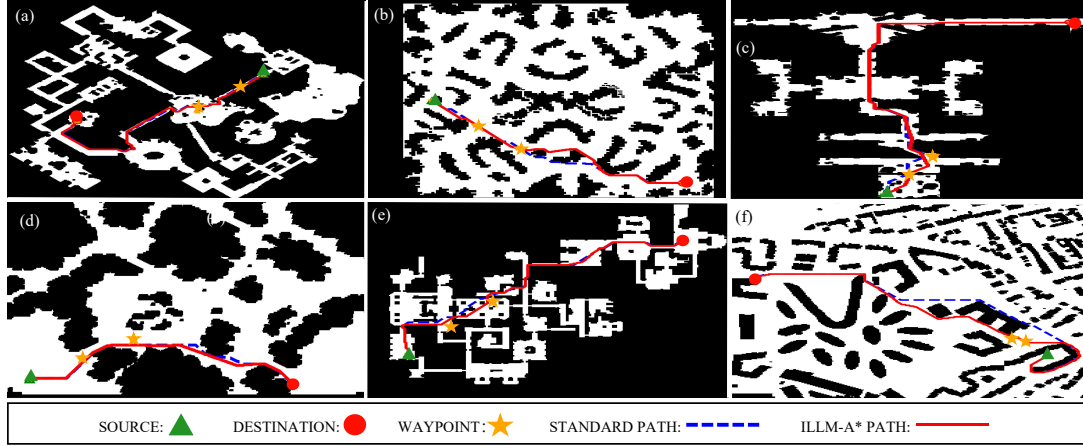 (a)
(b)
(c)
(d)
(e)
(f)
SOURCE: DESTINATION: WAYPOINT: STANDARD PATH: ILLM-A* PATH: